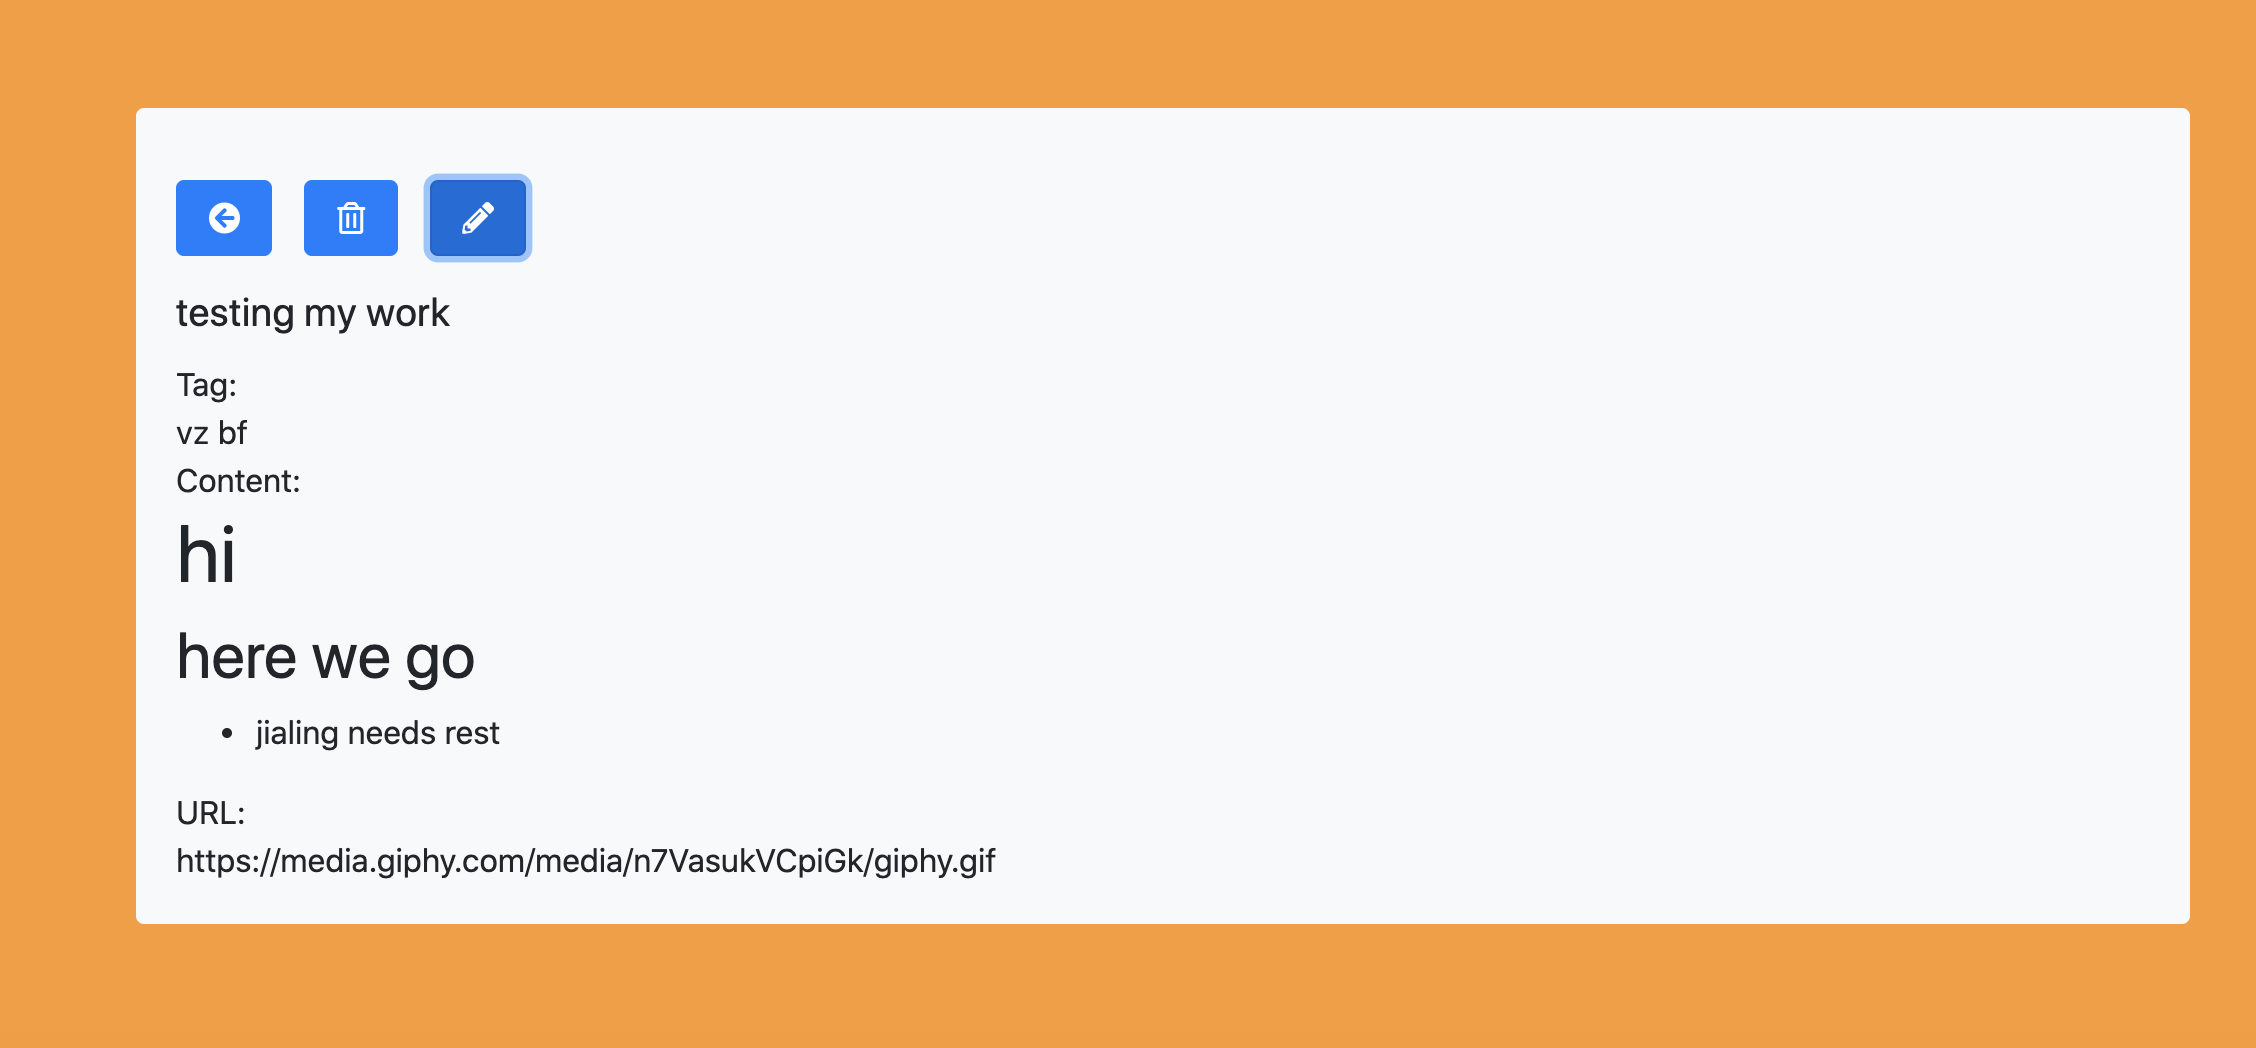 testing my work
Tag:
vz bf
Content:
hi
here we go
• jialing needs rest
URL:
https://media.giphy.com/media/n7VasukVCpiGk/giphy.gif